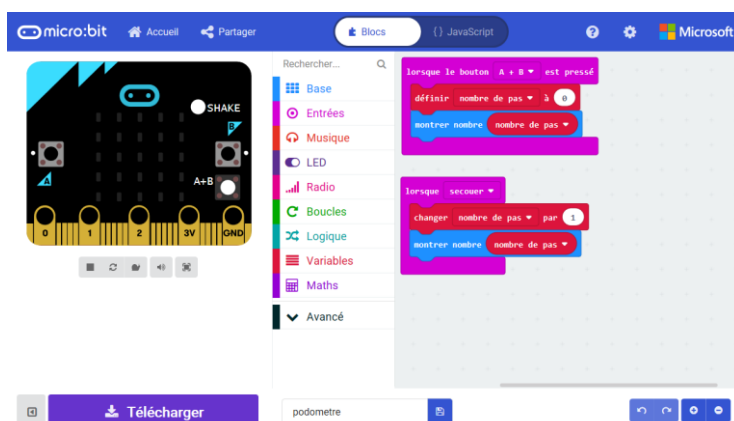 micro:bit Accueil Partager Blocs {} JavaScript Microsoft
SHAKE
B
A
A+B
0 1 2 3V GND
Rechercher...
Base
Entrées
Musique
LED
Radio
Boucles
Logique
Variables
Maths
Avancé
lorsque le bouton A + B est pressé
définir nombre de pas à 0
montrer nombre nombre de pas
lorsque secouer
changer nombre de pas par 1
montrer nombre nombre de pas
Télécharger
podometre